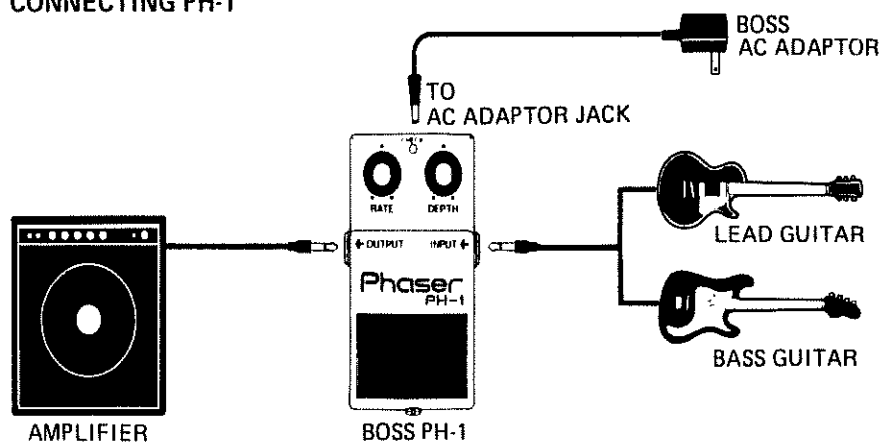 CONNECTING PH-1
BOSS
AC ADAPTOR
TO
AC ADAPTOR JACK
CHECK
RATE
DEPTH
OUTPUT
INPUT
Phaser
PH-1
LEAD GUITAR
BASS GUITAR
AMPLIFIER
BOSS PH-1